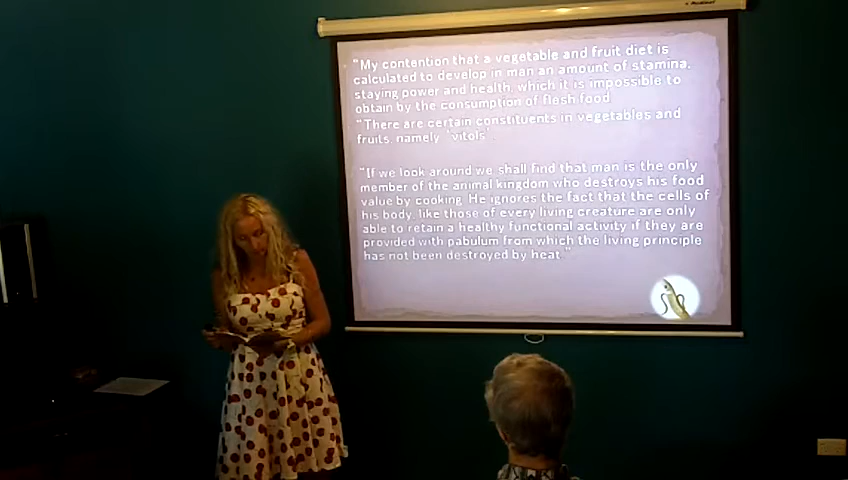 "My contention that a vegetable and fruit diet is
calculated to develop in man an amount of stamina,
staying power and health, which it is impossible to
obtain by the consumption of flesh food
"There are certain constituents in vegetables and
fruits, namely 'vitols'.
"If we look around we shall find that man is the only
member of the animal kingdom who destroys his food
value by cooking. He ignores the fact that the cells of
his body, like those of every living creature are only
able to retain a healthy functional activity if they are
provided with pabulum from which the living principle
has not been destroyed by heat."